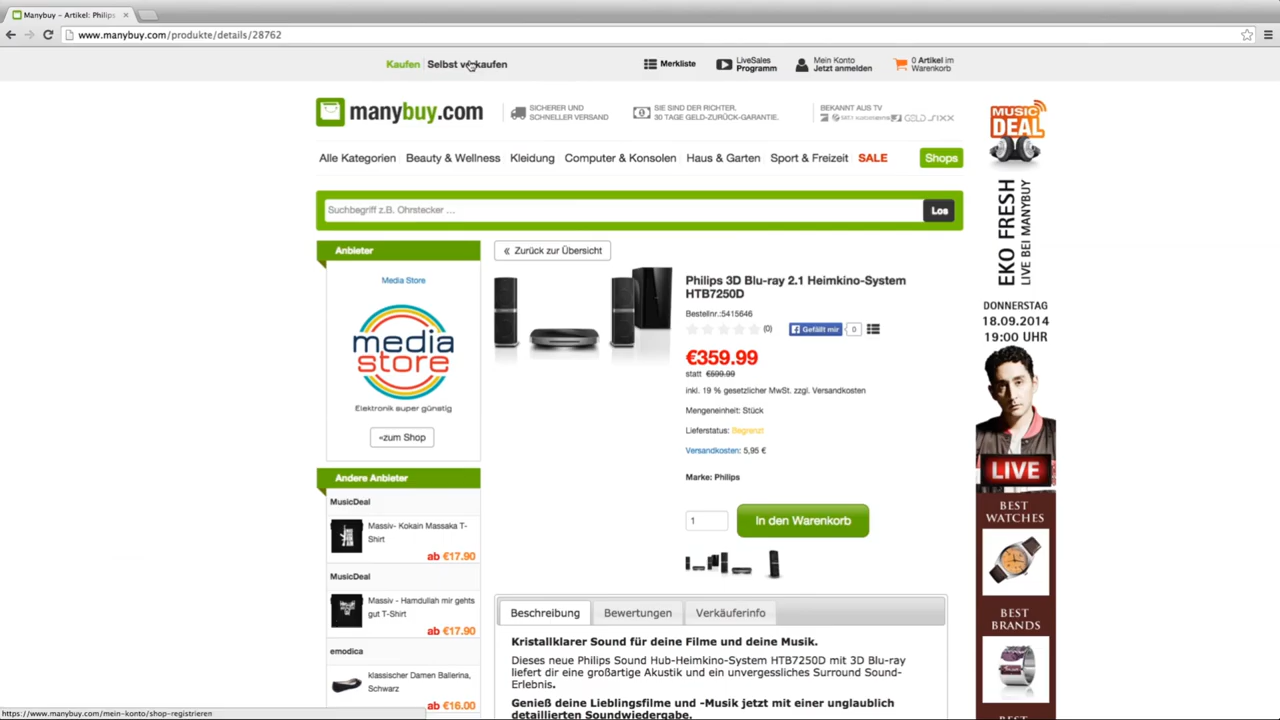 Manybuy – Artikel: Philips
www.manybuy.com/produkte/details/28762
Kaufen
Selbst verkaufen
Merkliste
LiveSales
Programm
Mein Konto
Jetzt anmelden
0 Artikel im
Warenkorb
manybuy.com
SICHERER UND
SCHNELLER VERSAND
SIE SIND DER RICHTER.
30 TAGE GELD-ZURÜCK-GARANTIE.
BEKANNT AUS TV
Alle Kategorien
Beauty & Wellness
Kleidung
Computer & Konsolen
Haus & Garten
Sport & Freizeit
SALE
Shops
Suchbegriff z.B. Ohrstecker ...
Los
Anbieter
Media Store
media
store
Elektronik super günstig
«zum Shop
Andere Anbieter
MusicDeal
Massiv- Kokain Massaka T-
Shirt
ab €17.90
MusicDeal
Massiv - Hamdullah mir gehts
gut T-Shirt
ab €17.90
emodica
klassischer Damen Ballerina,
Schwarz
ab €16.00
« Zurück zur Übersicht
Philips 3D Blu-ray 2.1 Heimkino-System
HTB7250D
Bestellnr.:5415646
(0)
Gefällt mir
0
€359.99
statt €599.99
inkl. 19 % gesetzlicher MwSt. zzgl. Versandkosten
Mengeneinheit: Stück
Lieferstatus: Begrenzt
Versandkosten: 5,95 €
Marke: Philips
1
In den Warenkorb
Beschreibung
Bewertungen
Verkäuferinfo
Kristallklarer Sound für deine Filme und deine Musik.
Dieses neue Philips Sound Hub-Heimkino-System HTB7250D mit 3D Blu-ray
liefert dir eine großartige Akustik und ein unvergessliches Surround Sound-
Erlebnis.
Genieß deine Lieblingsfilme und -Musik jetzt mit einer unglaublich
detaillierten Soundwiedergabe.
MUSIC
DEAL
EKO FRESH
LIVE BEI MANYBUY
DONNERSTAG
18.09.2014
19:00 UHR
LIVE
BEST
WATCHES
BEST
BRANDS
BEST
https://www.manybuy.com/mein-konto/shop-registrieren